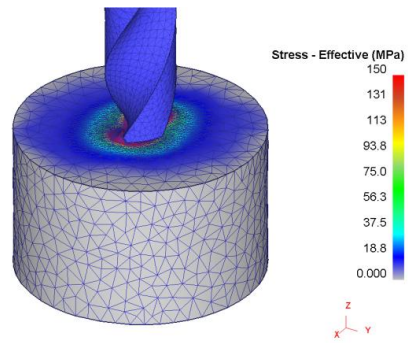 Stress - Effective (MPa)
150
131
113
93.8
75.0
56.3
37.5
18.8
0.000
Z
X
Y